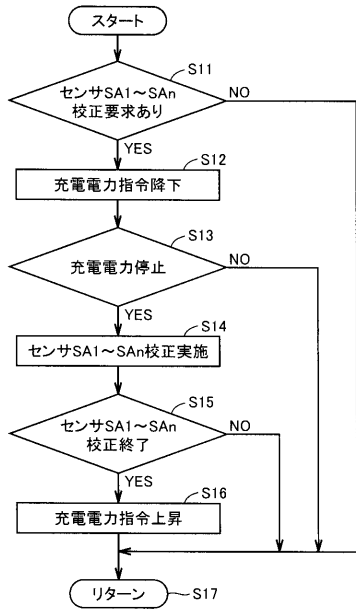 スタート
S11
センサSA1〜SAn
校正要求あり
NO
YES
S12
充電電力指令降下
S13
充電電力停止
NO
YES
S14
センサSA1〜SAn校正実施
S15
センサSA1〜SAn
校正終了
NO
YES
S16
充電電力指令上昇
リターン
S17